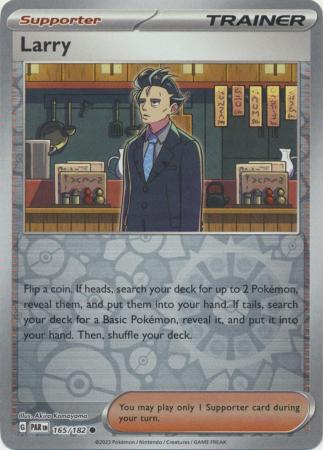 Supporter
TRAINER
Larry
Flip a coin. If heads, search your deck for up to 2 Pokémon,
reveal them, and put them into your hand. If tails, search
your deck for a Basic Pokémon, reveal it, and put it into
your hand. Then, shuffle your deck.
Illus. Akira Komayama
G PAR EN 165/182
You may play only 1 Supporter card during
your turn.
©2023 Pokémon / Nintendo / Creatures / GAME FREAK